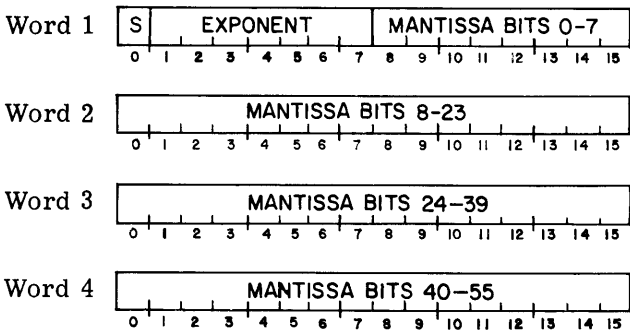 Word 1 S EXPONENT MANTISSA BITS 0-7
0 1 2 3 4 5 6 7 8 9 10 11 12 13 14 15
Word 2 MANTISSA BITS 8-23
0 1 2 3 4 5 6 7 8 9 10 11 12 13 14 15
Word 3 MANTISSA BITS 24-39
0 1 2 3 4 5 6 7 8 9 10 11 12 13 14 15
Word 4 MANTISSA BITS 40-55
0 1 2 3 4 5 6 7 8 9 10 11 12 13 14 15